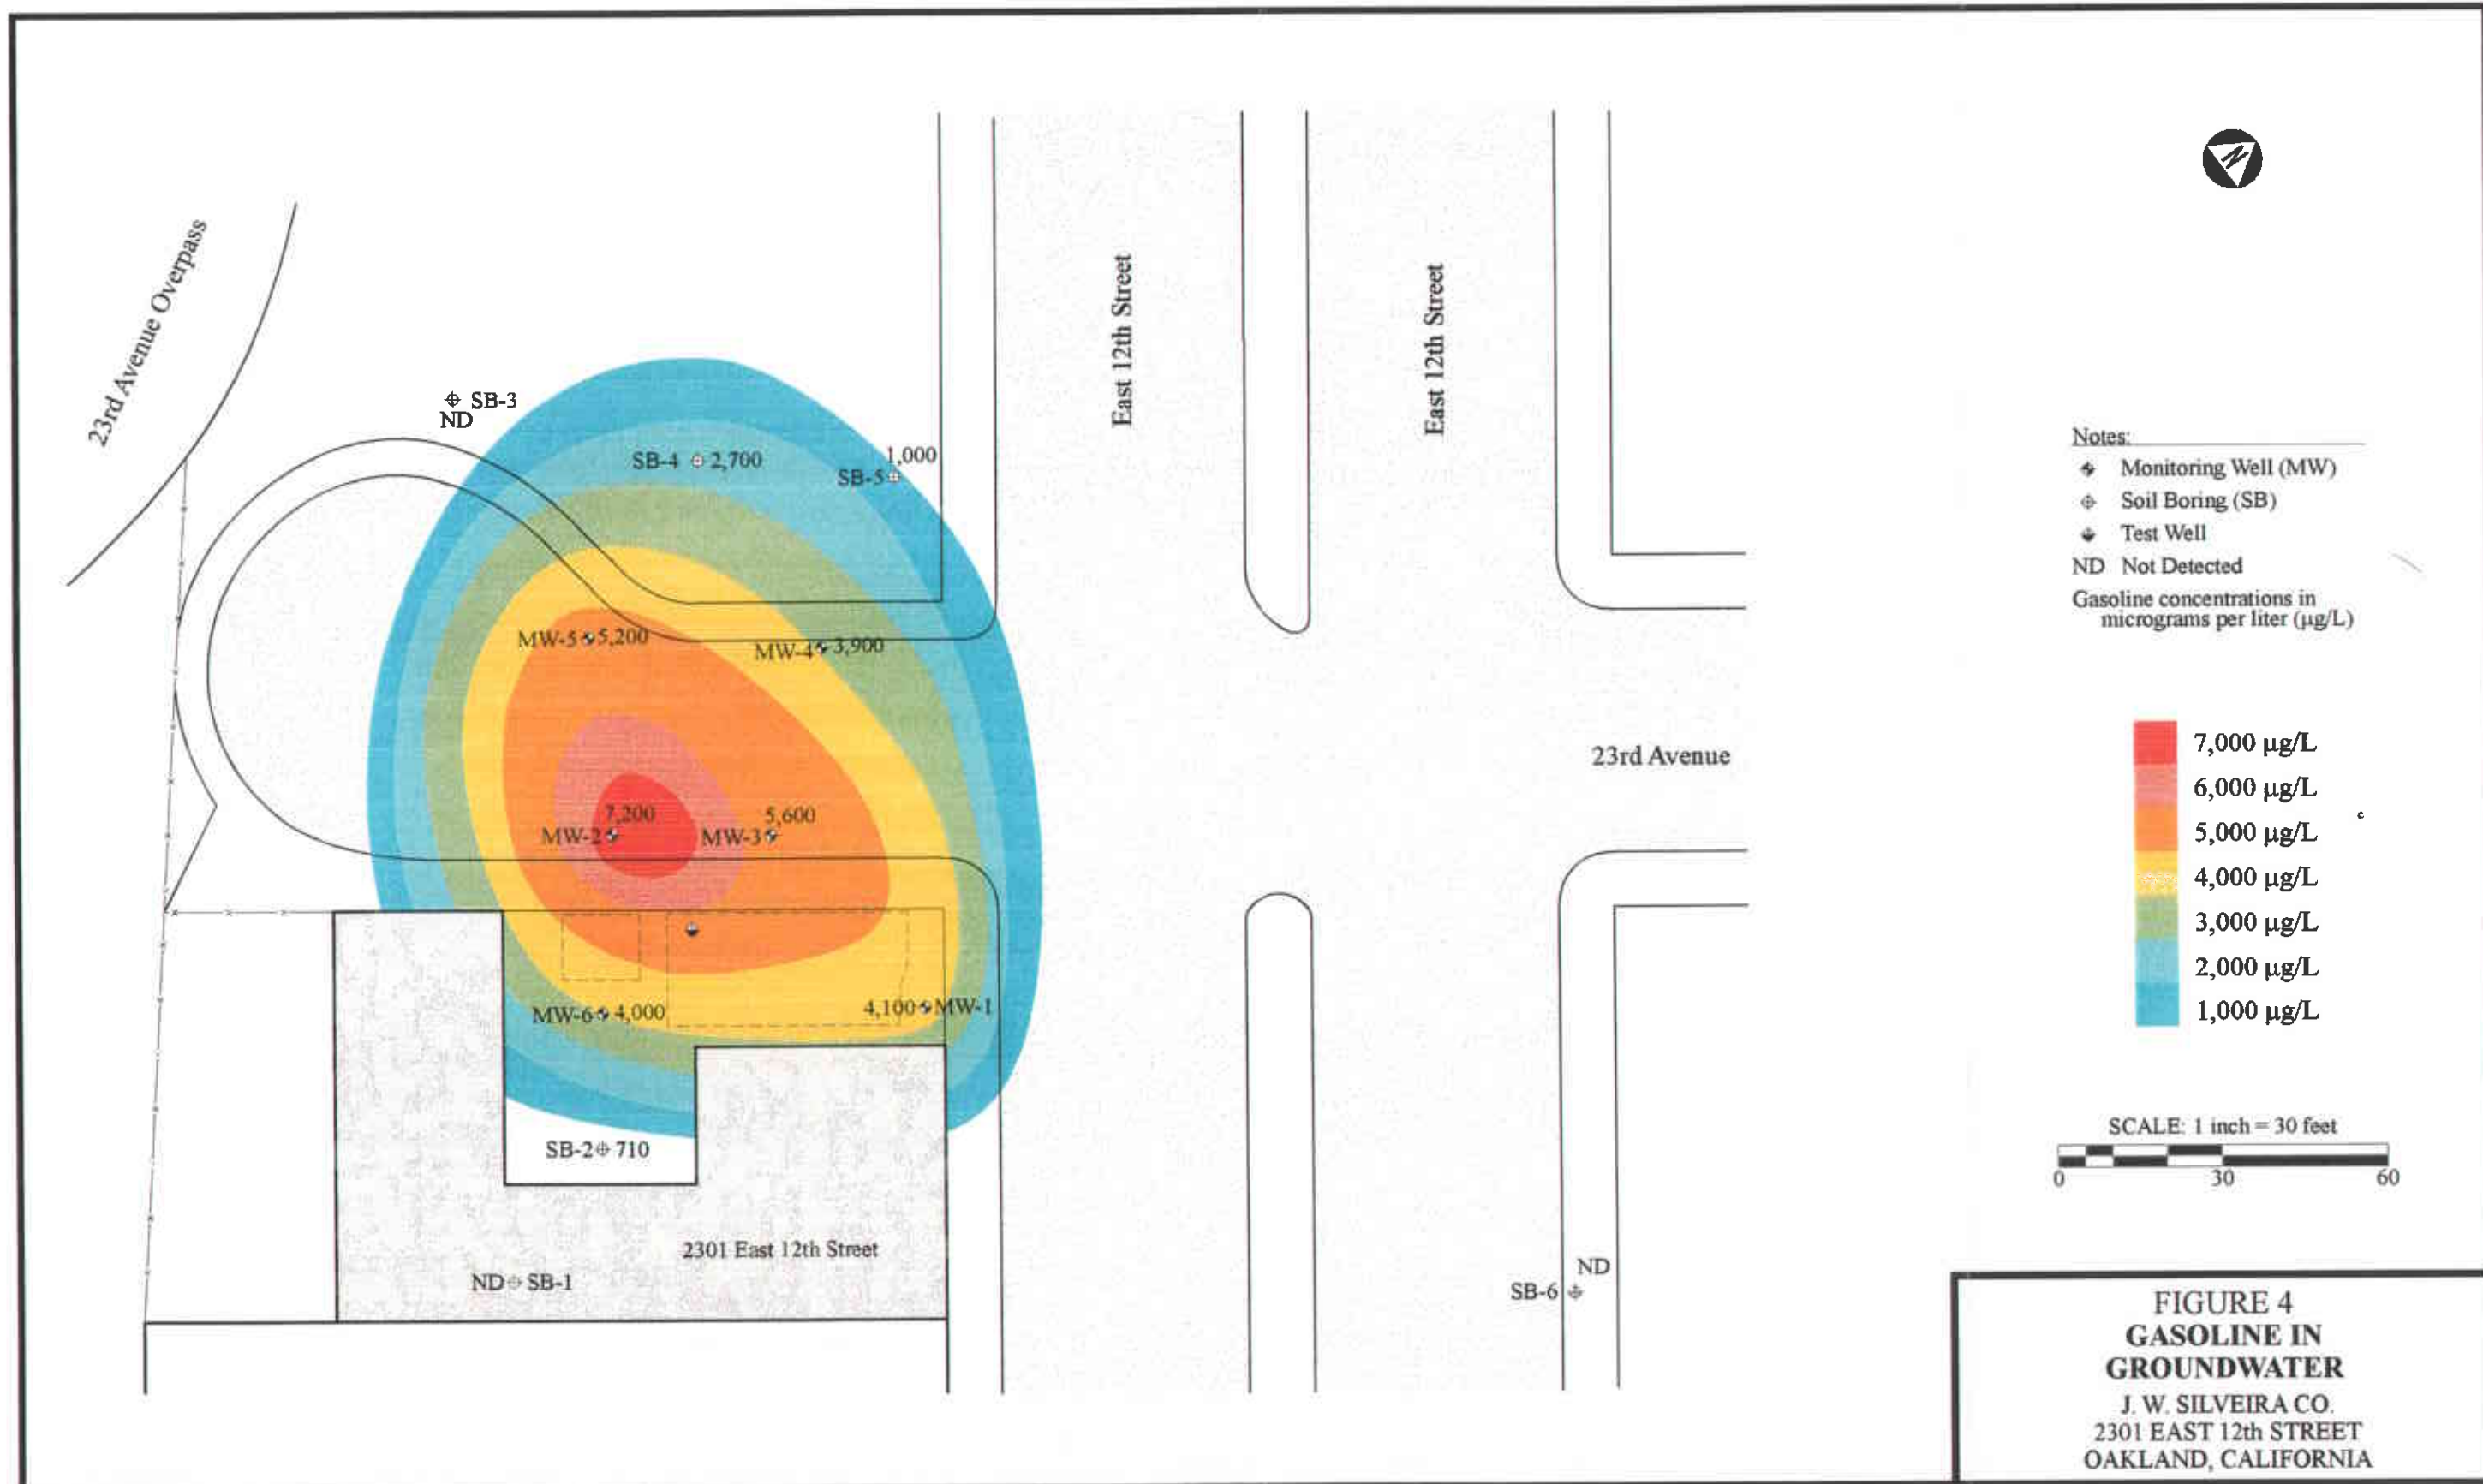 N
23rd Avenue Overpass
East 12th Street
East 12th Street
SB-3
ND
SB-4 2,700
1,000
SB-5
Notes:
Monitoring Well (MW)
Soil Boring (SB)
Test Well
ND Not Detected
Gasoline concentrations in
micrograms per liter (µg/L)
MW-5 5,200
MW-4 3,900
23rd Avenue
7,200
MW-2
5,600
MW-3
7,000 µg/L
6,000 µg/L
5,000 µg/L
4,000 µg/L
3,000 µg/L
2,000 µg/L
1,000 µg/L
MW-6 4,000
4,100 MW-1
SB-2 710
2301 East 12th Street
ND SB-1
ND
SB-6
SCALE: 1 inch = 30 feet
0 30 60
FIGURE 4
GASOLINE IN
GROUNDWATER
J. W. SILVEIRA CO.
2301 EAST 12th STREET
OAKLAND, CALIFORNIA